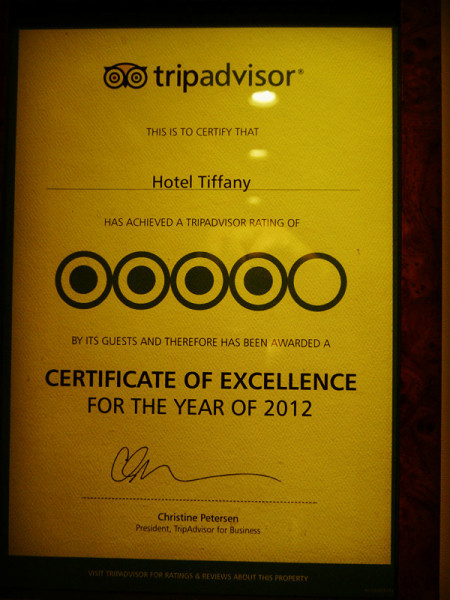 tripadvisor®
THIS IS TO CERTIFY THAT
Hotel Tiffany
HAS ACHIEVED A TRIPADVISOR RATING OF
BY ITS GUESTS AND THEREFORE HAS BEEN AWARDED A
CERTIFICATE OF EXCELLENCE
FOR THE YEAR OF 2012
Christine Petersen
President, TripAdvisor for Business
VISIT TRIPADVISOR FOR RATINGS & REVIEWS ABOUT THIS PROPERTY